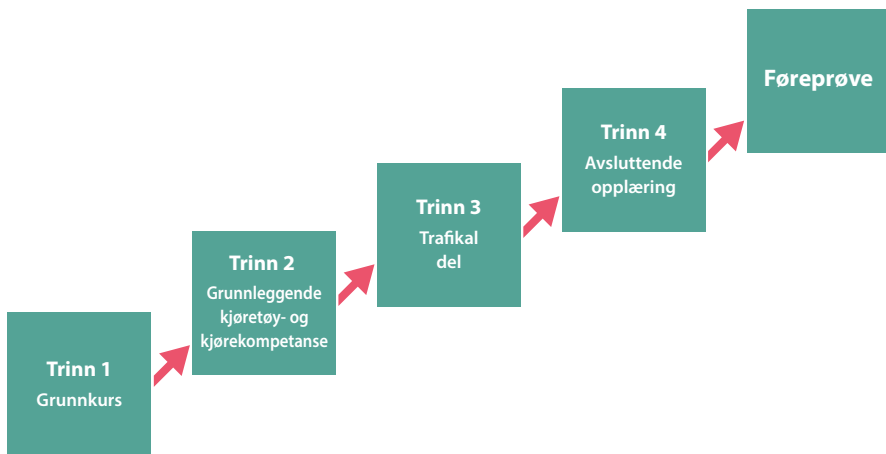 Trinn 1
Grunnkurs
Trinn 2
Grunnleggende
kjøretøy- og
kjørekompetanse
Trinn 3
Trafikal
del
Trinn 4
Avsluttende
opplæring
Føreprøve